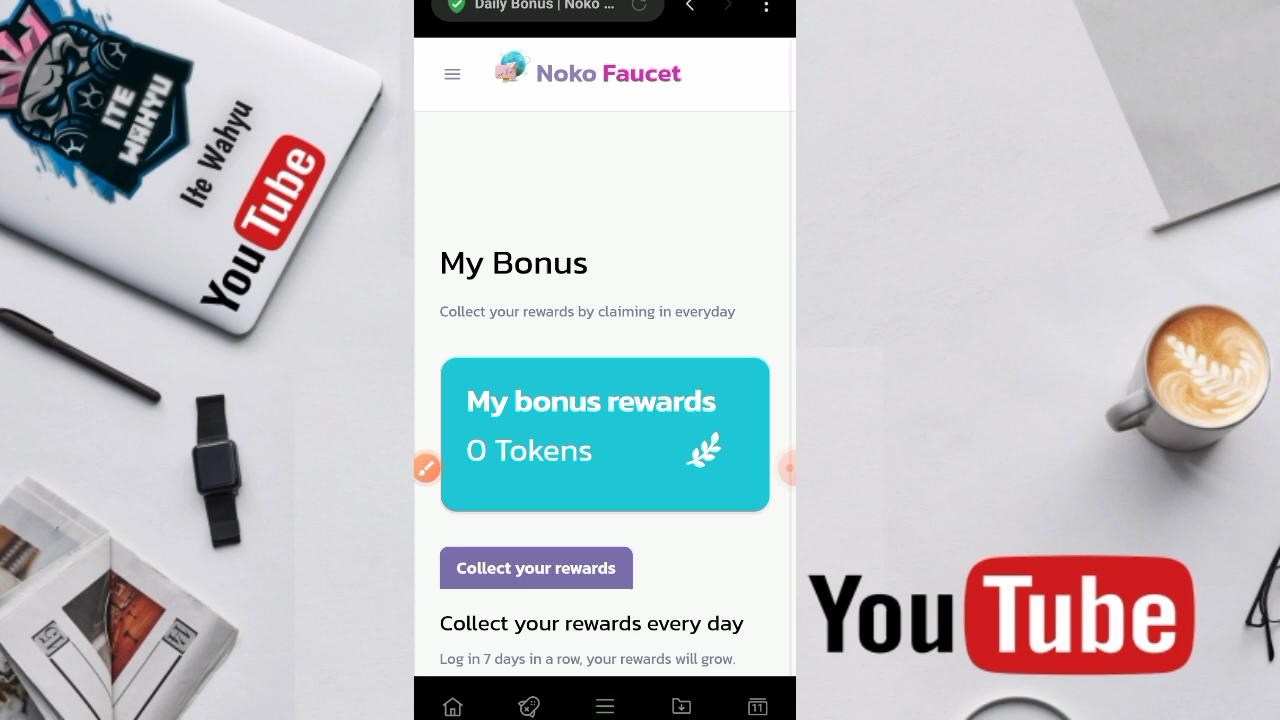 ITE
WAHYU
Ite Wahyu
YouTube
Daily Bonus | Noko ...
Noko Faucet
My Bonus
Collect your rewards by claiming in everyday
My bonus rewards
0 Tokens
Collect your rewards
Collect your rewards every day
Log in 7 days in a row, your rewards will grow.
11
YouTube